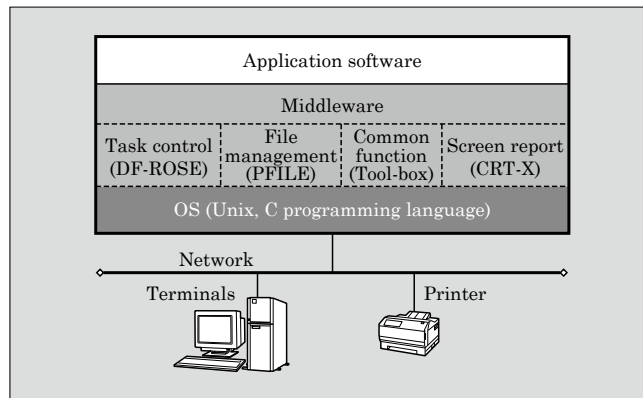 Application software
Middleware
Task control
(DF-ROSE)
File
management
(PFILE)
Common
function
(Tool-box)
Screen report
(CRT-X)
OS (Unix, C programming language)
Network
Terminals
Printer